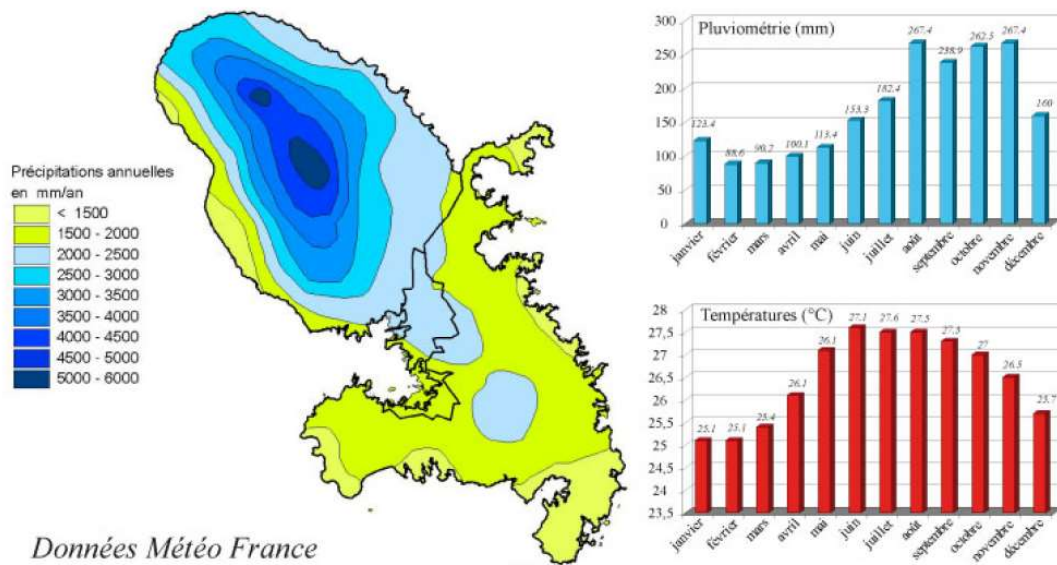 Précipitations annuelles
en mm/an
< 1500
1500 - 2000
2000 - 2500
2500 - 3000
3000 - 3500
3500 - 4000
4000 - 4500
4500 - 5000
5000 - 6000
Données Météo France
Pluviométrie (mm)
300
250
200
150
100
50
0
123.4
88.6
90.2
100.1
113.4
153.3
182.4
267.4
238.9
262.5
267.4
160
janvier
février
mars
avril
mai
juin
juillet
août
septembre
octobre
novembre
décembre
Températures (°C)
28
27,5
27
26,5
26
25,5
25
24,5
24
23,5
25.1
25.1
25.4
26.1
26.1
27.1
27.6
27.5
27.3
27
26.5
25.7
janvier
février
mars
avril
mai
juin
juillet
août
septembre
octobre
novembre
décembre